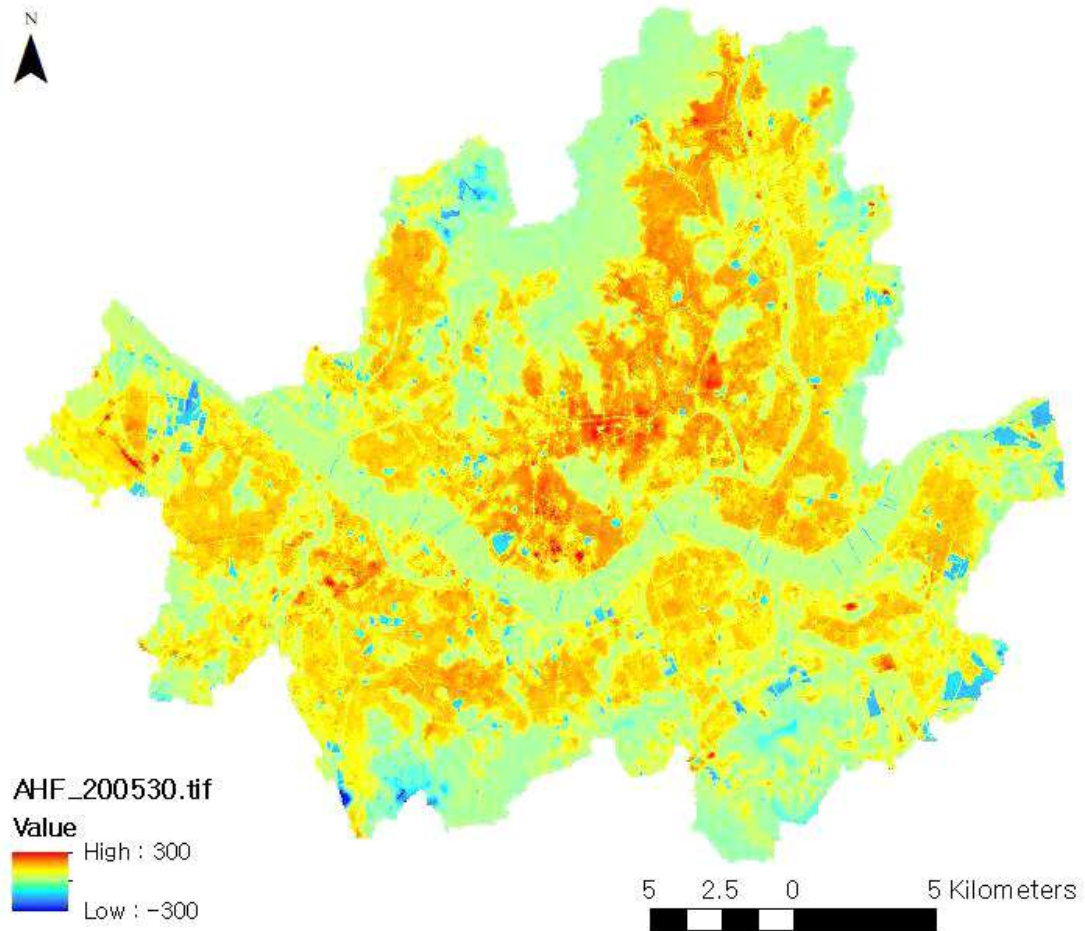 N
AHF_200530.tif
Value
High : 300
Low : -300
5 2.5 0 5 Kilometers